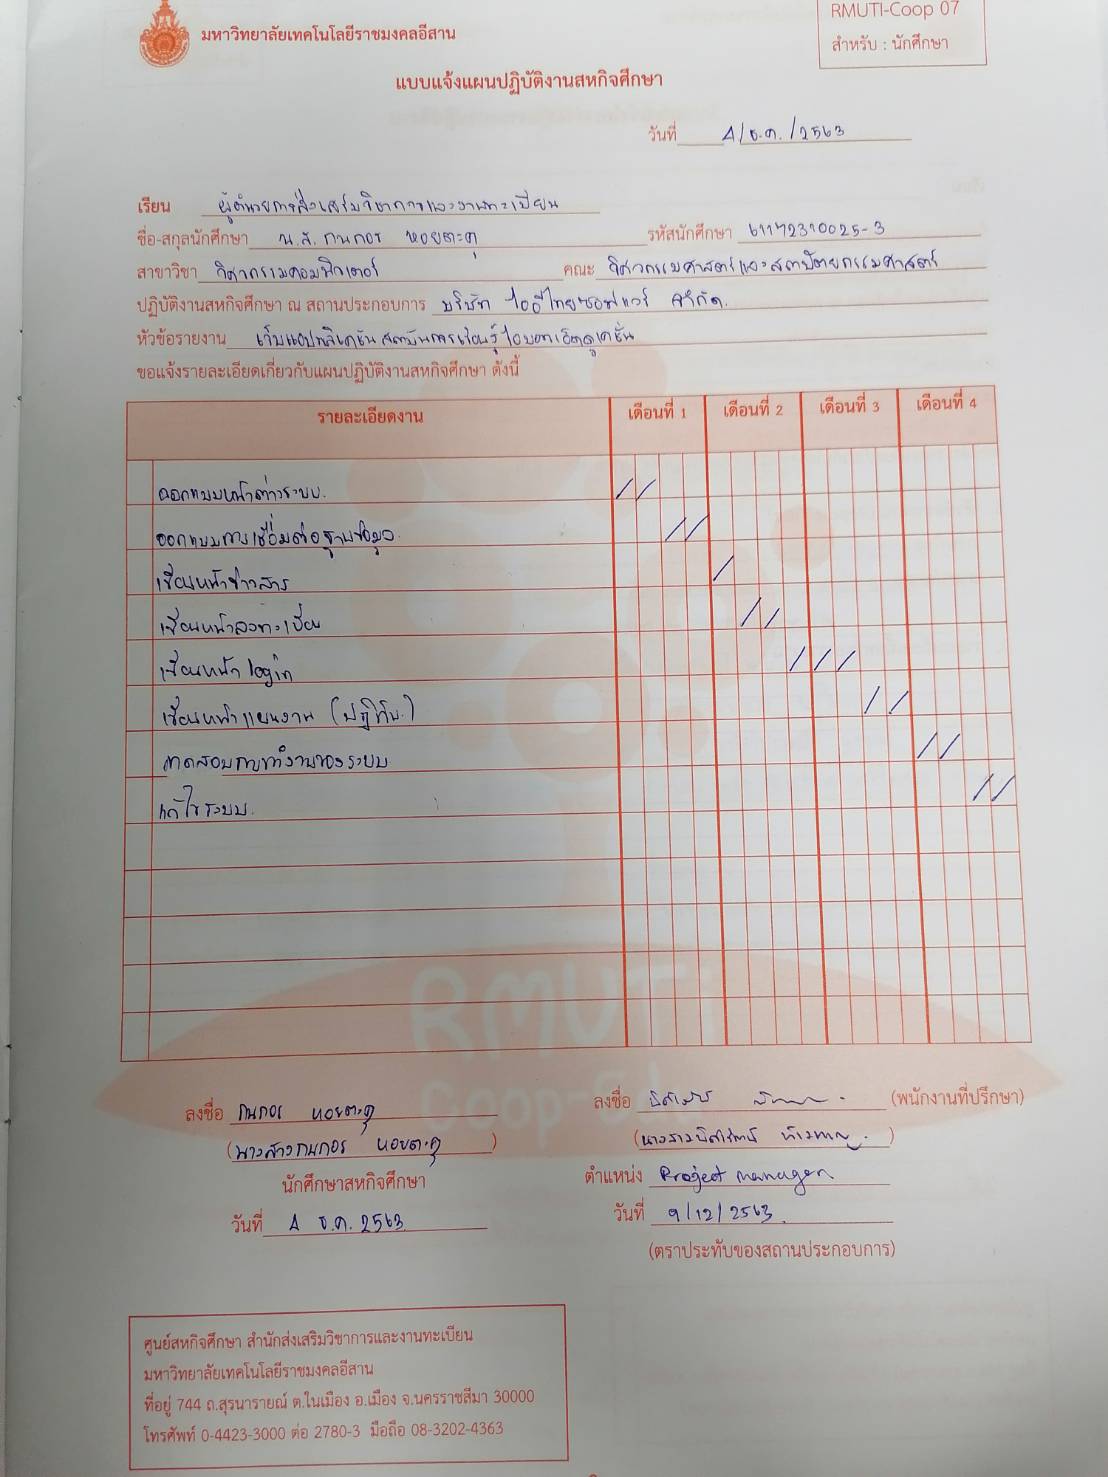 RMUTI-Coop 07
มหาวิทยาลัยเทคโนโลยีราชมงคลอีสาน
สำหรับ : นักศึกษา
แบบแจ้งแผนปฏิบัติงานสหกิจศึกษา
วันที่ 4/ธ.ค./2563
เรียน ผู้อำนวยการส่งเสริมวิชาการและงานทะเบียน
ชื่อ-สกุลนักศึกษา น.ส. กนกอร หอยตะคุ รหัสนักศึกษา 61172310025-3
สาขาวิชา วิศวกรรมคอมพิวเตอร์ คณะ วิศวกรรมศาสตร์และสถาปัตยกรรมศาสตร์
ปฏิบัติงานสหกิจศึกษา ณ สถานประกอบการ บริษัท ไออีไทยซอฟแวร์ จำกัด.
หัวข้อรายงาน เว็บแอปพลิเคชัน สถาบันการเรียนรู้
ขอแจ้งรายละเอียดเกี่ยวกับแผนปฏิบัติงานสหกิจศึกษา ดังนี้
รายละเอียดงาน เดือนที่ 1 เดือนที่ 2 เดือนที่ 3 เดือนที่ 4
ออกแบบหน้าต่างระบบ. / /
ออกแบบการเชื่อมต่อฐานข้อมูล. / /
เขียนหน้าข่าวสาร /
เขียนหน้าลงทะเบียน / /
เขียนหน้า login / / /
เขียนหน้าแผนงาน (ปฏิทิน.) / /
ทดสอบการทำงานของระบบ / /
แก้ไขระบบ. / /
RMUTI
Coop-Ed
ลงชื่อ กนกอร หอยตะคุ ลงชื่อ (พนักงานที่ปรึกษา)
(นางสาวกนกอร หอยตะคุ) (นางสาว )
นักศึกษาสหกิจศึกษา ตำแหน่ง Project manager
วันที่ 4 ธ.ค. 2563 วันที่ 9/12/2563.
(ตราประทับของสถานประกอบการ)
ศูนย์สหกิจศึกษา สำนักส่งเสริมวิชาการและงานทะเบียน
มหาวิทยาลัยเทคโนโลยีราชมงคลอีสาน
ที่อยู่ 744 ถ.สุรนารายณ์ ต.ในเมือง อ.เมือง จ.นครราชสีมา 30000
โทรศัพท์ 0-4423-3000 ต่อ 2780-3 มือถือ 08-3202-4363